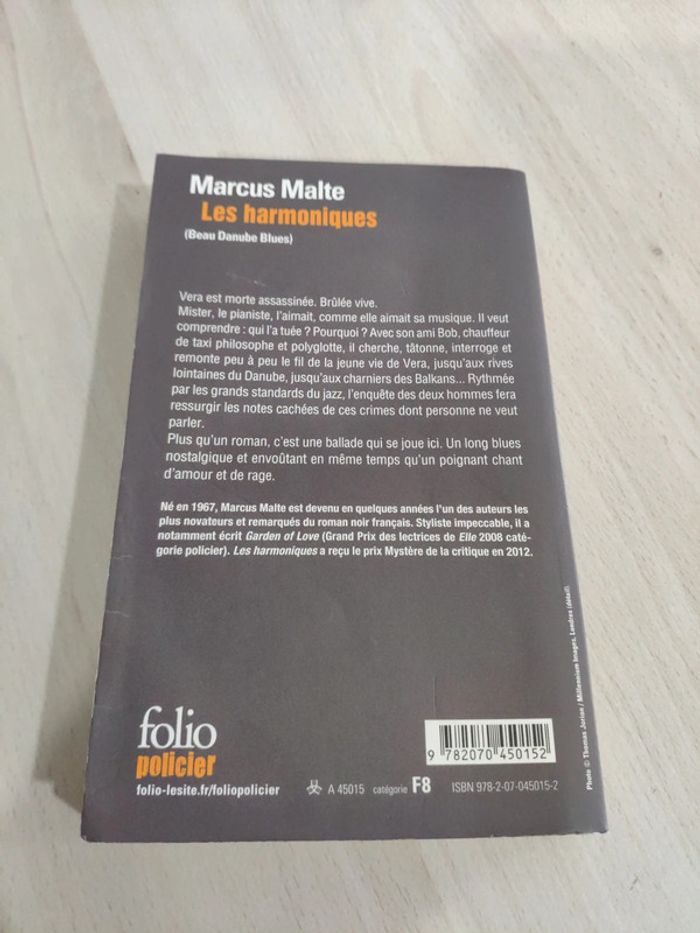 Marcus Malte
Les harmoniques
(Beau Danube Blues)
Vera est morte assassinée. Brûlée vive.
Mister, le pianiste, l'aimait, comme elle aimait sa musique. Il veut
comprendre : qui l'a tuée ? Pourquoi ? Avec son ami Bob, chauffeur
de taxi philosophe et polyglotte, il cherche, tâtonne, interroge et
remonte peu à peu le fil de la jeune vie de Vera, jusqu'aux rives
lointaines du Danube, jusqu'aux charniers des Balkans... Rythmée
par les grands standards du jazz, l'enquête des deux hommes fera
ressurgir les notes cachées de ces crimes dont personne ne veut
parler.
Plus qu'un roman, c'est une ballade qui se joue ici. Un long blues
nostalgique et envoûtant en même temps qu'un poignant chant
d'amour et de rage.
Né en 1967, Marcus Malte est devenu en quelques années l'un des auteurs les
plus novateurs et remarqués du roman noir français. Styliste impeccable, il a
notamment écrit Garden of Love (Grand Prix des lectrices de Elle 2008 caté-
gorie policier). Les harmoniques a reçu le prix Mystère de la critique en 2012.
folio
policier
folio-lesite.fr/foliopolicier
A 45015 catégorie F8
9 782070 450152
ISBN 978-2-07-045015-2
Photo © Thomas Jorion / Millennium Images, Londres (détail).